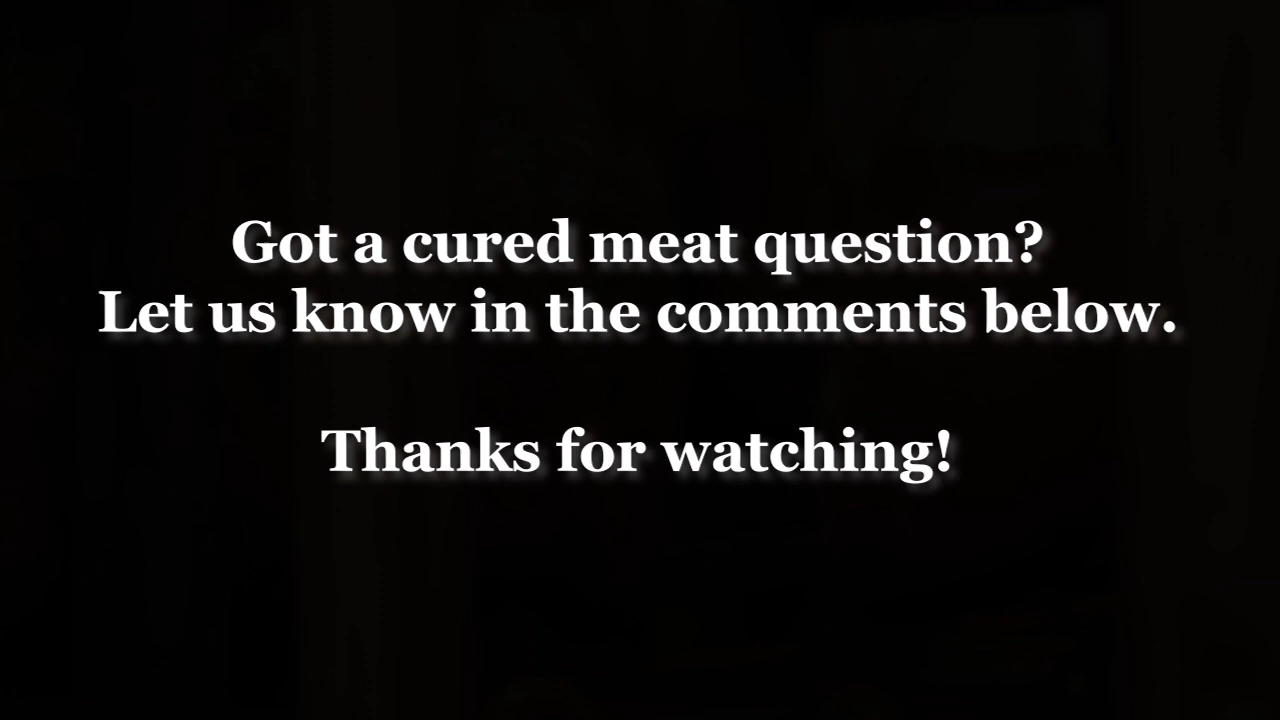 Got a cured meat question?
Let us know in the comments below.
Thanks for watching!